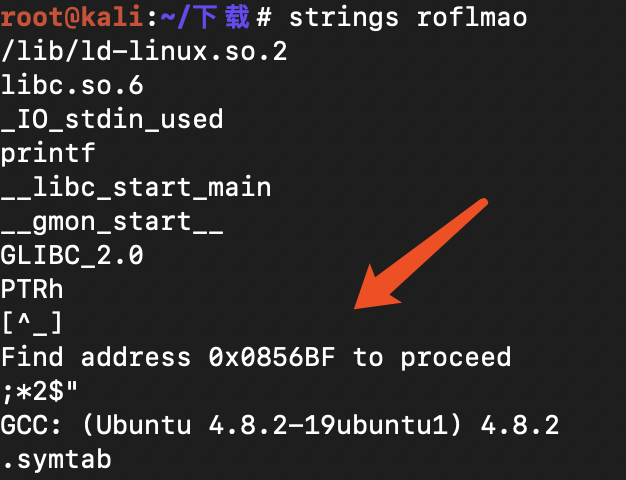 root@kali:~/下载# strings roflmao
/lib/ld-linux.so.2
libc.so.6
_IO_stdin_used
printf
__libc_start_main
__gmon_start__
GLIBC_2.0
PTRh
[^_]
Find address 0x0856BF to proceed
;*2$"
GCC: (Ubuntu 4.8.2-19ubuntu1) 4.8.2
.symtab